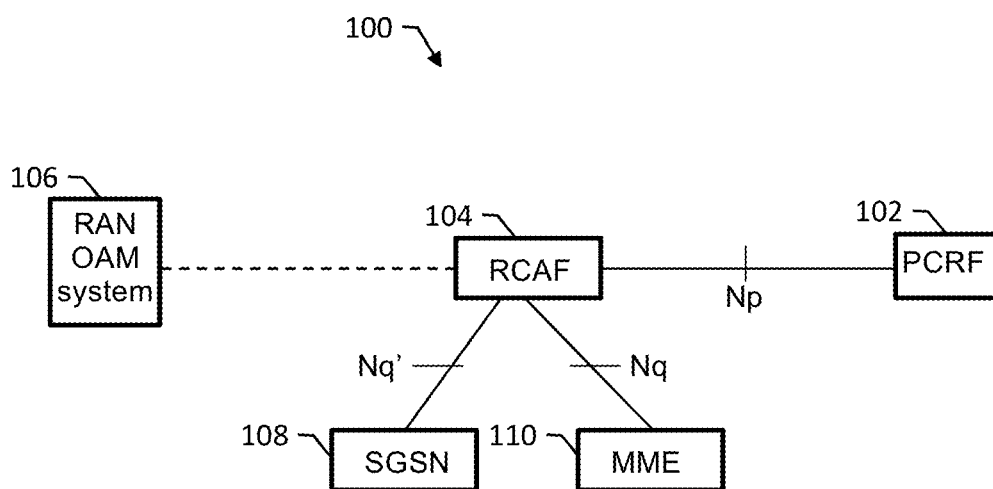 100
106
RAN
OAM
system
104
RCAF
102
PCRF
Np
Nq’
Nq
108
SGSN
110
MME